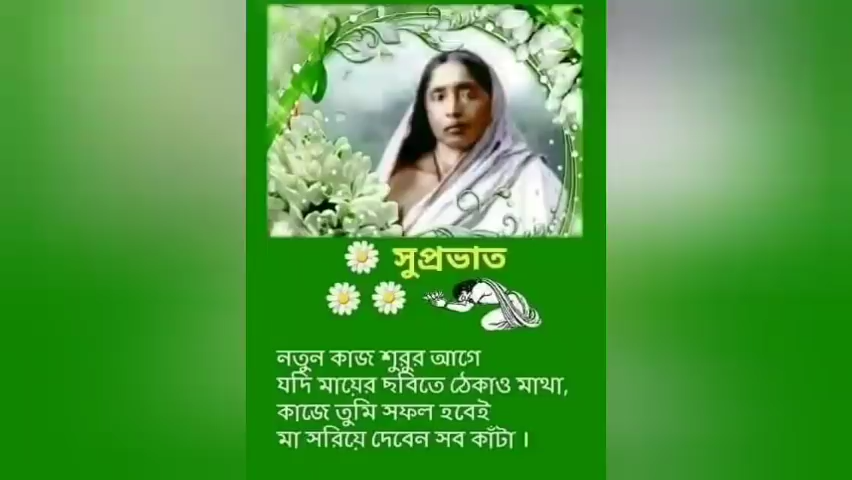 সুপ্রভাত
নতুন কাজ শুরুর আগে
যদি মায়ের ছবিতে ঠেকাও মাথা,
কাজে তুমি সফল হবেই
মা সরিয়ে দেবেন সব কাঁটা ।